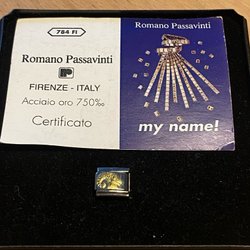 784 FI
Romano Passavinti
FIRENZE - ITALY
Acciaio oro 750‰
Certificato
Romano Passavinti
my name!